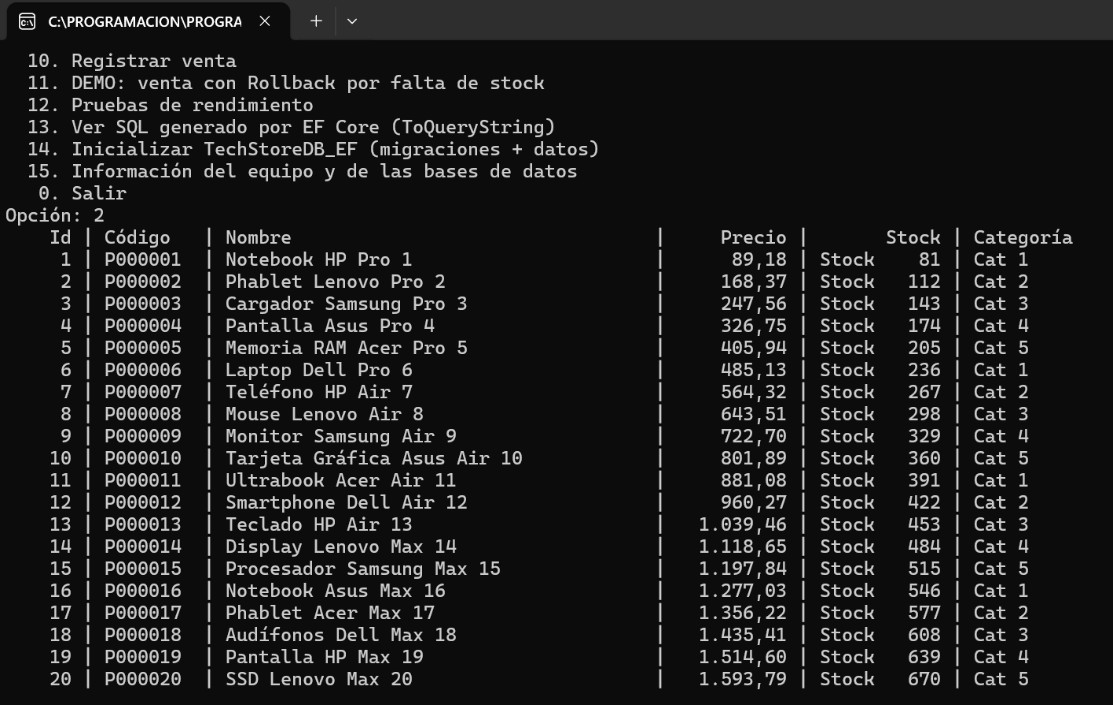 C:\PROGRAMACION\PROGRA
10. Registrar venta
11. DEMO: venta con Rollback por falta de stock
12. Pruebas de rendimiento
13. Ver SQL generado por EF Core (ToQueryString)
14. Inicializar TechStoreDB_EF (migraciones + datos)
15. Información del equipo y de las bases de datos
0. Salir
Opción: 2
Id | Código | Nombre | Precio | Stock | Categoría
1 | P000001 | Notebook HP Pro 1 | 89,18 | Stock 81 | Cat 1
2 | P000002 | Phablet Lenovo Pro 2 | 168,37 | Stock 112 | Cat 2
3 | P000003 | Cargador Samsung Pro 3 | 247,56 | Stock 143 | Cat 3
4 | P000004 | Pantalla Asus Pro 4 | 326,75 | Stock 174 | Cat 4
5 | P000005 | Memoria RAM Acer Pro 5 | 405,94 | Stock 205 | Cat 5
6 | P000006 | Laptop Dell Pro 6 | 485,13 | Stock 236 | Cat 1
7 | P000007 | Teléfono HP Air 7 | 564,32 | Stock 267 | Cat 2
8 | P000008 | Mouse Lenovo Air 8 | 643,51 | Stock 298 | Cat 3
9 | P000009 | Monitor Samsung Air 9 | 722,70 | Stock 329 | Cat 4
10 | P000010 | Tarjeta Gráfica Asus Air 10 | 801,89 | Stock 360 | Cat 5
11 | P000011 | Ultrabook Acer Air 11 | 881,08 | Stock 391 | Cat 1
12 | P000012 | Smartphone Dell Air 12 | 960,27 | Stock 422 | Cat 2
13 | P000013 | Teclado HP Air 13 | 1.039,46 | Stock 453 | Cat 3
14 | P000014 | Display Lenovo Max 14 | 1.118,65 | Stock 484 | Cat 4
15 | P000015 | Procesador Samsung Max 15 | 1.197,84 | Stock 515 | Cat 5
16 | P000016 | Notebook Asus Max 16 | 1.277,03 | Stock 546 | Cat 1
17 | P000017 | Phablet Acer Max 17 | 1.356,22 | Stock 577 | Cat 2
18 | P000018 | Audífonos Dell Max 18 | 1.435,41 | Stock 608 | Cat 3
19 | P000019 | Pantalla HP Max 19 | 1.514,60 | Stock 639 | Cat 4
20 | P000020 | SSD Lenovo Max 20 | 1.593,79 | Stock 670 | Cat 5